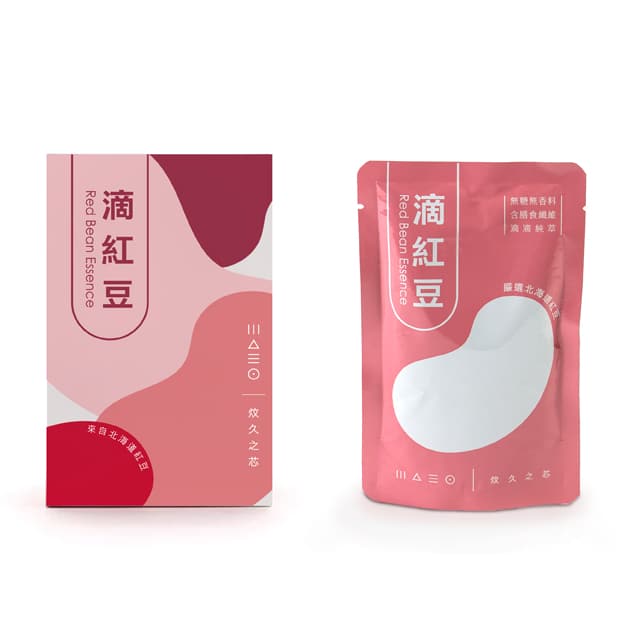 滴紅豆
Red Bean Essence
炆久之芯
來自北海道紅豆
滴紅豆
Red Bean Essence
無糖無香料
含膳食纖維
滴滴純萃
嚴選北海道紅豆
炆久之芯